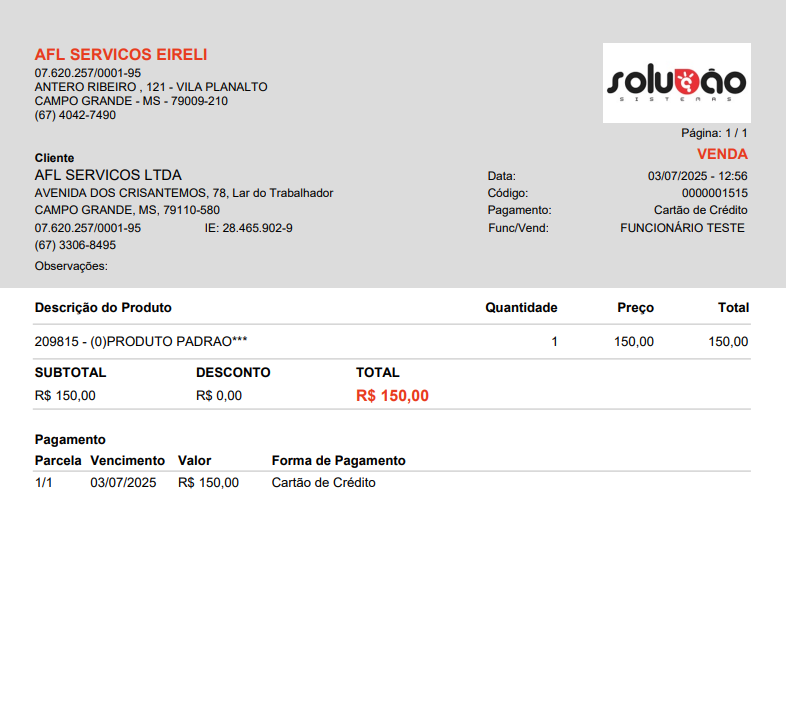 AFL SERVICOS EIRELI
07.620.257/0001-95
ANTERO RIBEIRO , 121 - VILA PLANALTO
CAMPO GRANDE - MS - 79009-210
(67) 4042-7490
solução
SISTEMAS
Página: 1 / 1
VENDA
Cliente
AFL SERVICOS LTDA
AVENIDA DOS CRISANTEMOS, 78, Lar do Trabalhador
CAMPO GRANDE, MS, 79110-580
07.620.257/0001-95 IE: 28.465.902-9
(67) 3306-8495
Observações:
Data: 03/07/2025 - 12:56
Código: 0000001515
Pagamento: Cartão de Crédito
Func/Vend: FUNCIONÁRIO TESTE
Descrição do Produto Quantidade Preço Total
209815 - (0)PRODUTO PADRAO*** 1 150,00 150,00
SUBTOTAL DESCONTO TOTAL
R$ 150,00 R$ 0,00 R$ 150,00
Pagamento
Parcela Vencimento Valor Forma de Pagamento
1/1 03/07/2025 R$ 150,00 Cartão de Crédito